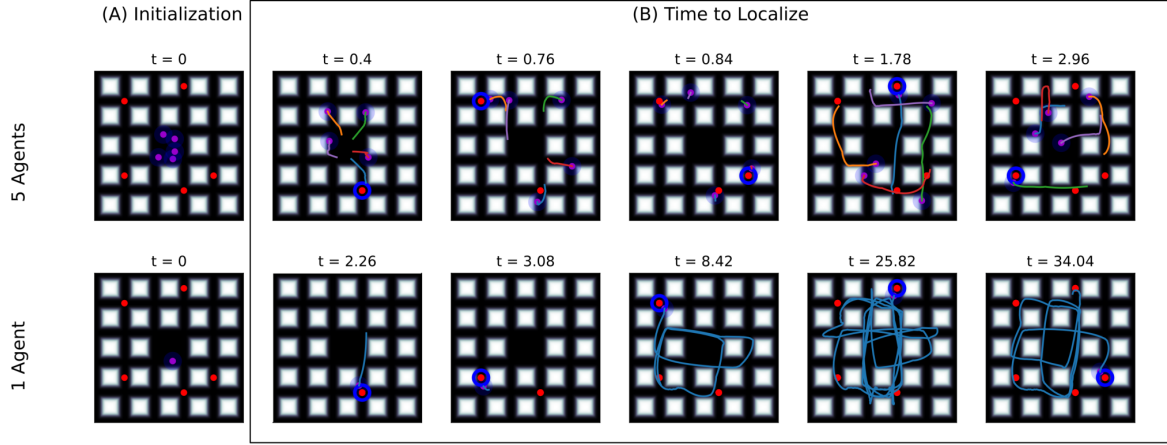 (A) Initialization
(B) Time to Localize
5 Agents
t = 0
t = 0.4
t = 0.76
t = 0.84
t = 1.78
t = 2.96
1 Agent
t = 0
t = 2.26
t = 3.08
t = 8.42
t = 25.82
t = 34.04